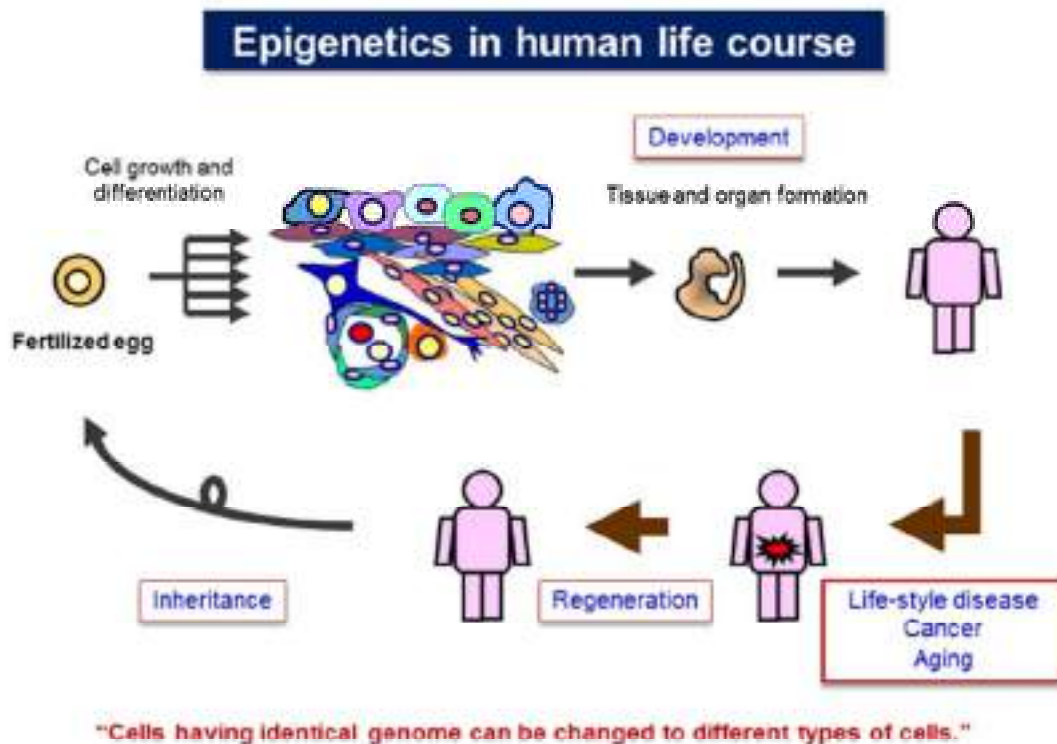 Epigenetics in human life course
Development
Cell growth and
differentiation
Tissue and organ formation
Fertilized egg
Inheritance
Regeneration
Life-style disease
Cancer
Aging
"Cells having identical genome can be changed to different types of cells."